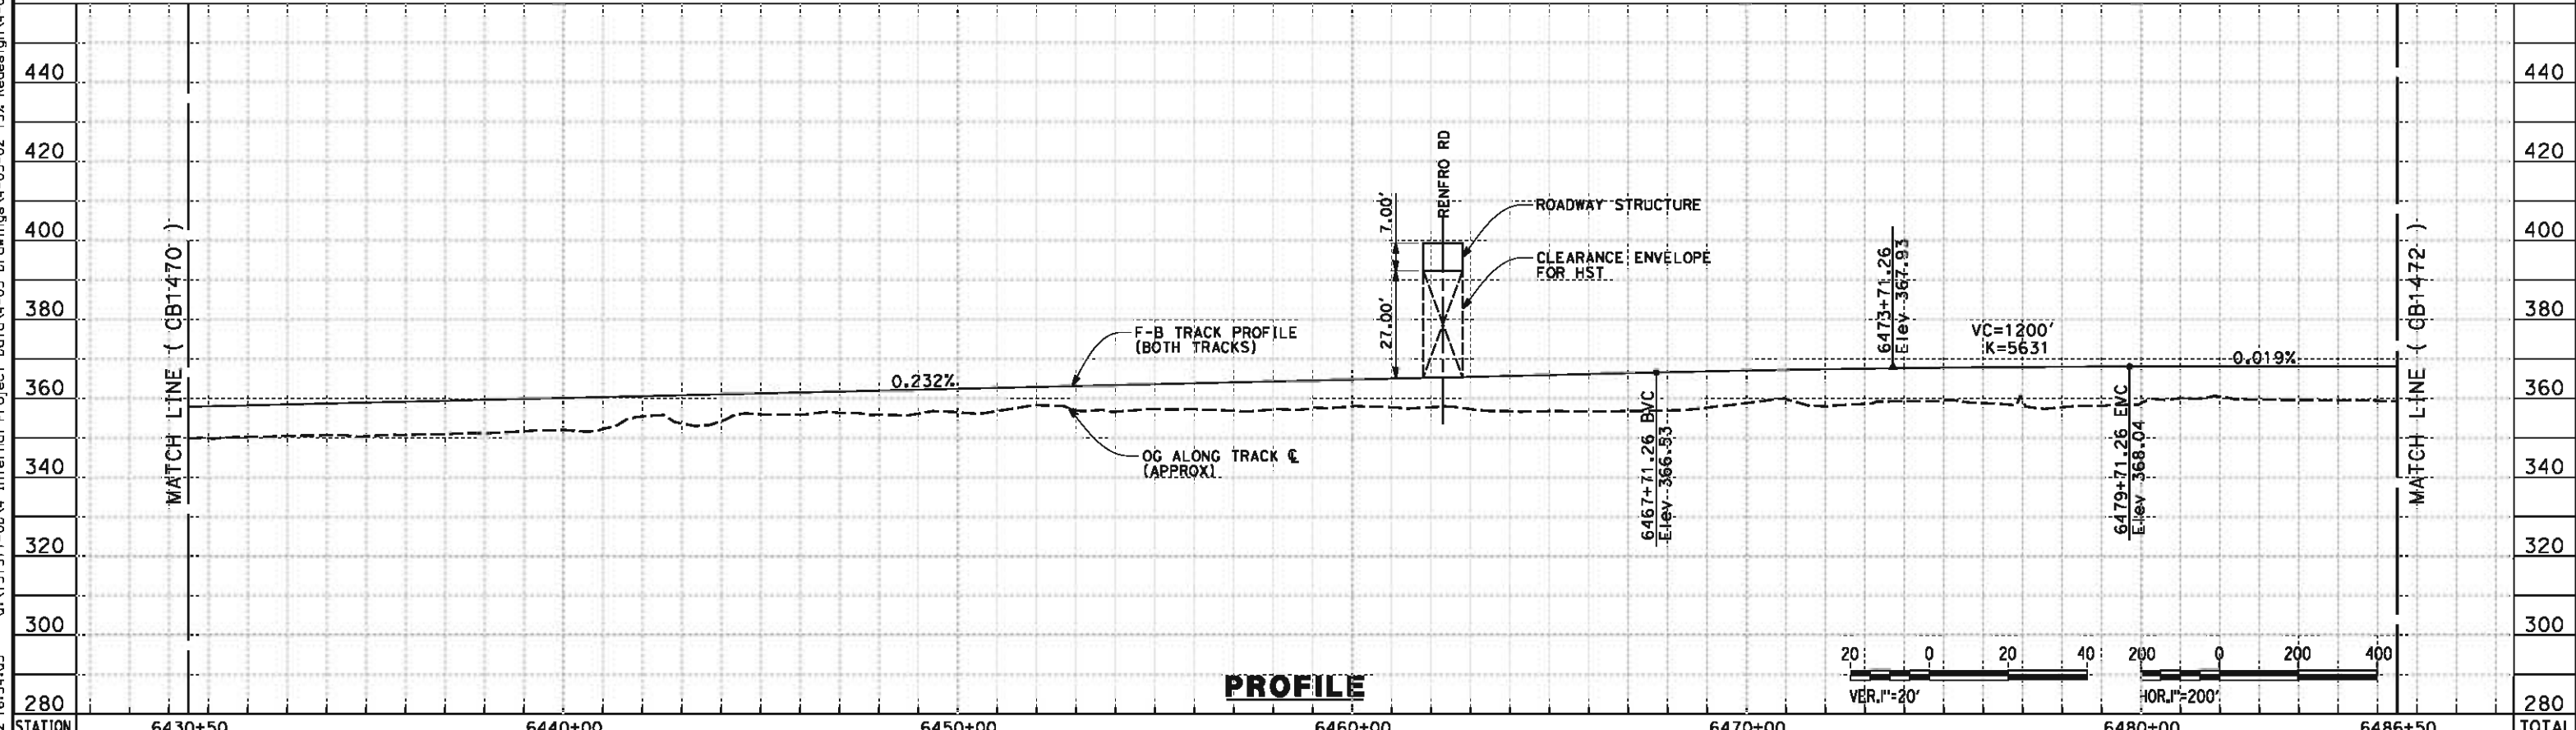 440
420
400
380
360
340
320
300
280
STATION
MATCH LINE ( CB1470 )
0.232%
F-B TRACK PROFILE
(BOTH TRACKS)
OG ALONG TRACK ℄
(APPROX)
7.00'
27.00'
RENFRO RD
ROADWAY STRUCTURE
CLEARANCE ENVELOPE
FOR HST
6467+71.26 BVC
Elev 366.53
6473+71.26
Elev 367.93
VC=1200'
K=5631
6479+71.26 EVC
Elev 368.04
0.019%
MATCH LINE ( CB1472 )
440
420
400
380
360
340
320
300
280
TOTAL
PROFILE
20 0 20 40
VER.1"=20'
200 0 200 400
HOR.1"=200'
6430+50 6440+00 6450+00 6460+00 6470+00 6480+00 6486+50